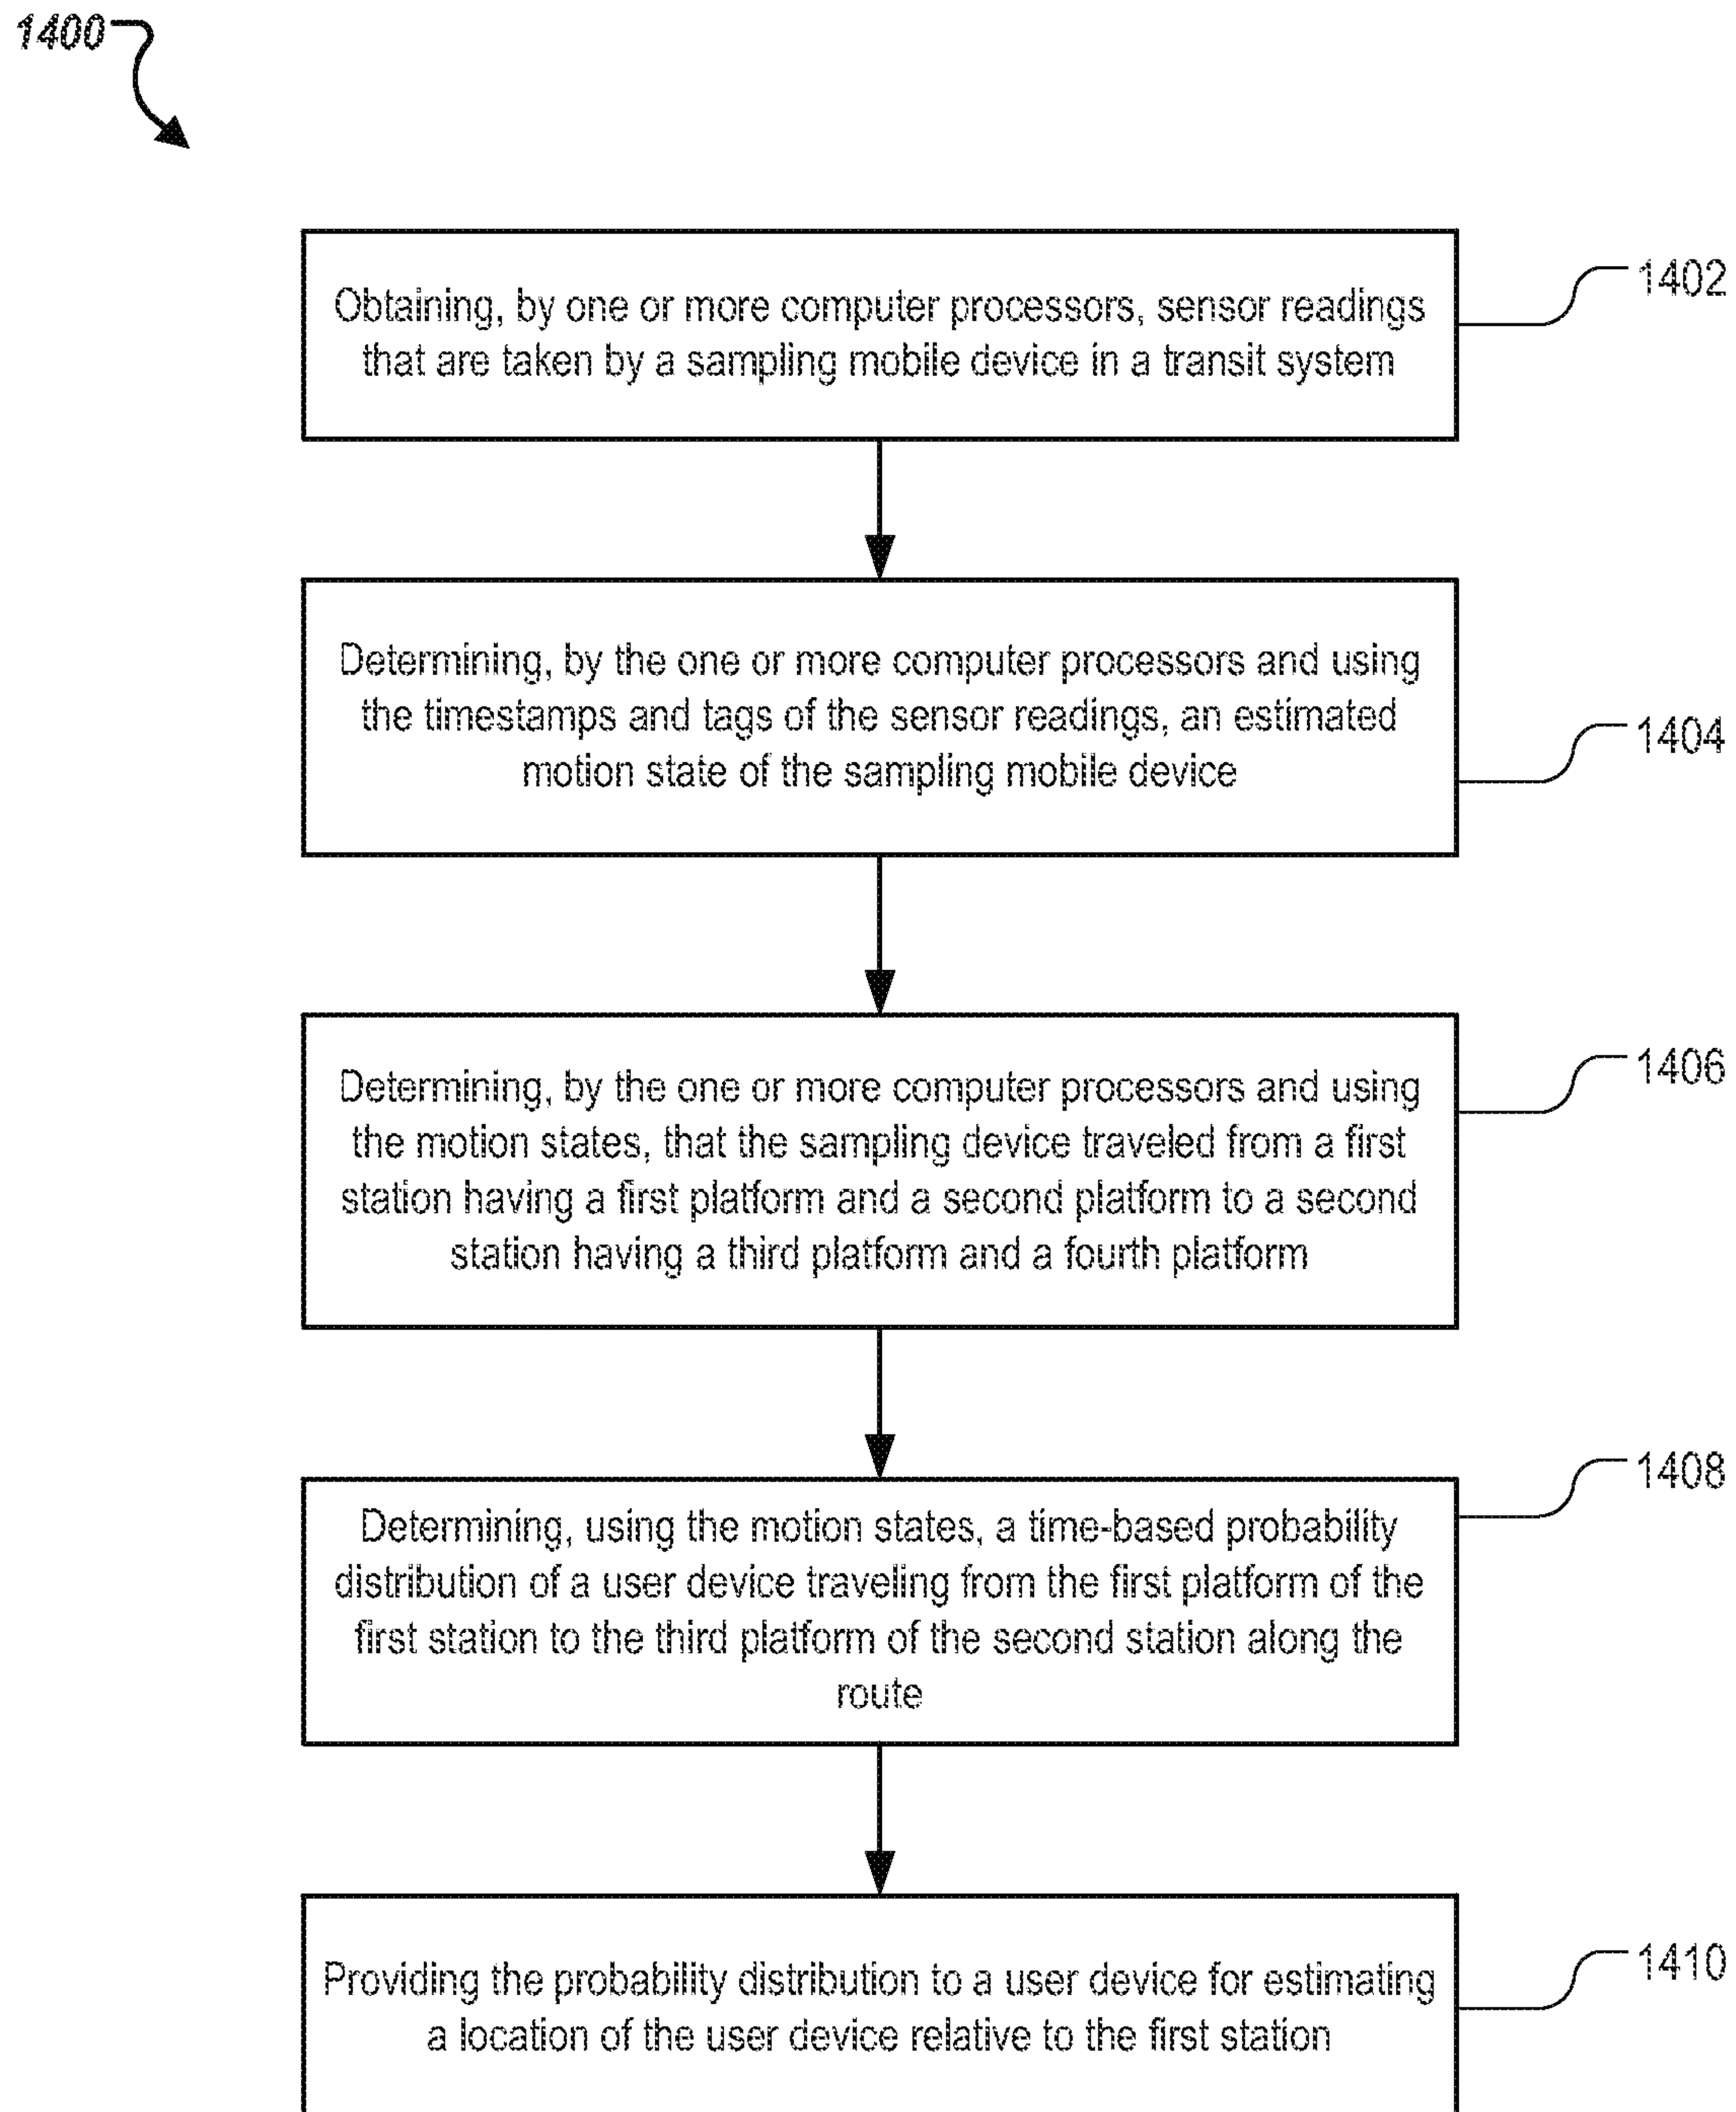 1400
Obtaining, by one or more computer processors, sensor readings
that are taken by a sampling mobile device in a transit system
1402
Determining, by the one or more computer processors and using
the timestamps and tags of the sensor readings, an estimated
motion state of the sampling mobile device
1404
Determining, by the one or more computer processors and using
the motion states, that the sampling device traveled from a first
station having a first platform and a second platform to a second
station having a third platform and a fourth platform
1406
Determining, using the motion states, a time-based probability
distribution of a user device traveling from the first platform of the
first station to the third platform of the second station along the
route
1408
Providing the probability distribution to a user device for estimating
a location of the user device relative to the first station
1410